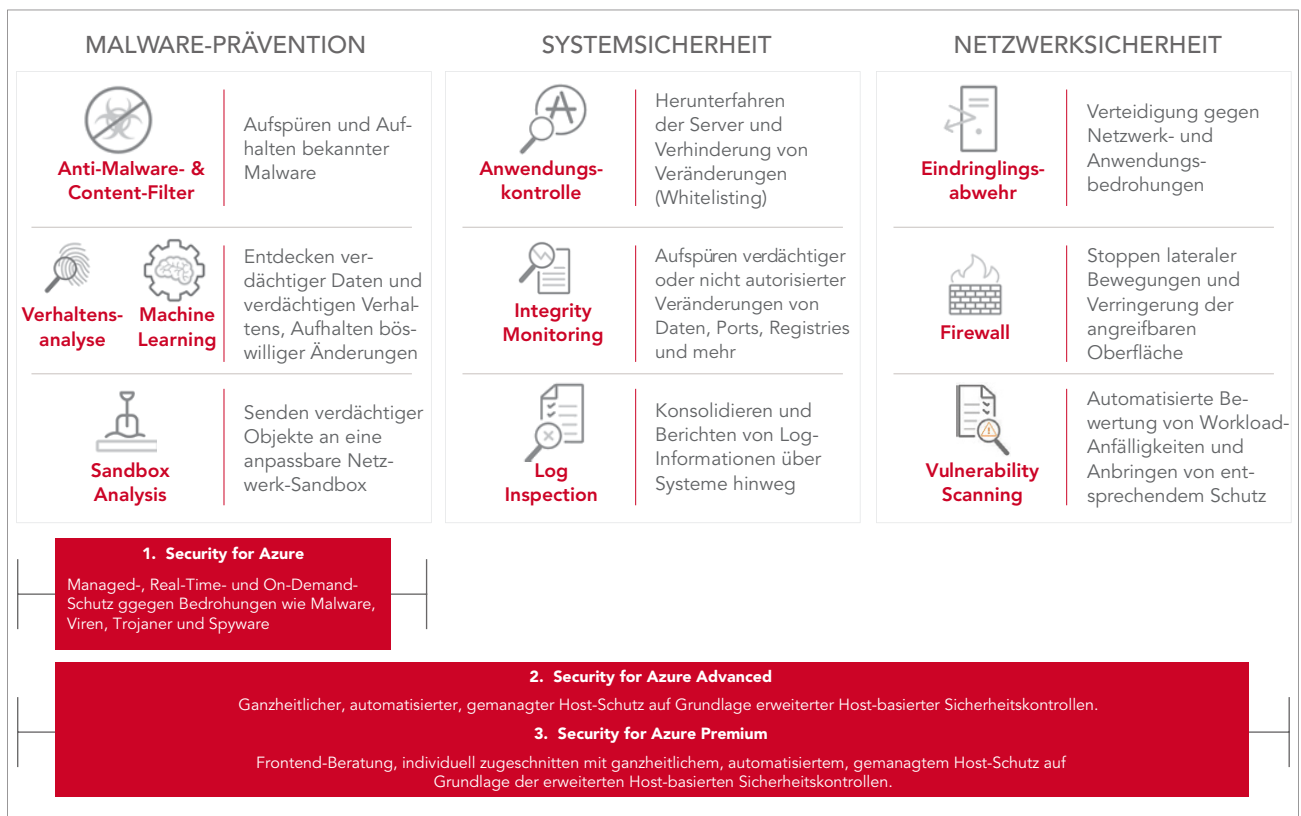 MALWARE-PRÄVENTION
Anti-Malware- &
Content-Filter
Aufspüren und Auf-
halten bekannter
Malware
Verhaltens-
analyse
Machine
Learning
Entdecken ver-
dächtiger Daten und
verdächtigen Verhal-
tens, Aufhalten bös-
williger Änderungen
Sandbox
Analysis
Senden verdächtiger
Objekte an eine
anpassbare Netz-
werk-Sandbox
SYSTEMSICHERHEIT
Anwendungs-
kontrolle
Herunterfahren
der Server und
Verhinderung von
Veränderungen
(Whitelisting)
Integrity
Monitoring
Aufspüren verdächtiger
oder nicht autorisierter
Veränderungen von
Daten, Ports, Registries
und mehr
Log
Inspection
Konsolidieren und
Berichten von Log-
Informationen über
Systeme hinweg
NETZWERKSICHERHEIT
Eindringlings-
abwehr
Verteidigung gegen
Netzwerk- und
Anwendungs-
bedrohungen
Firewall
Stoppen lateraler
Bewegungen und
Verringerung der
angreifbaren
Oberfläche
Vulnerability
Scanning
Automatisierte Be-
wertung von Workload-
Anfälligkeiten und
Anbringen von ent-
sprechendem Schutz
1. Security for Azure
Managed-, Real-Time- und On-Demand-
Schutz ggegen Bedrohungen wie Malware,
Viren, Trojaner und Spyware
2. Security for Azure Advanced
Ganzheitlicher, automatisierter, gemanagter Host-Schutz auf Grundlage erweiterter Host-basierter Sicherheitskontrollen.
3. Security for Azure Premium
Frontend-Beratung, individuell zugeschnitten mit ganzheitlichem, automatisiertem, gemanagtem Host-Schutz auf
Grundlage der erweiterten Host-basierten Sicherheitskontrollen.